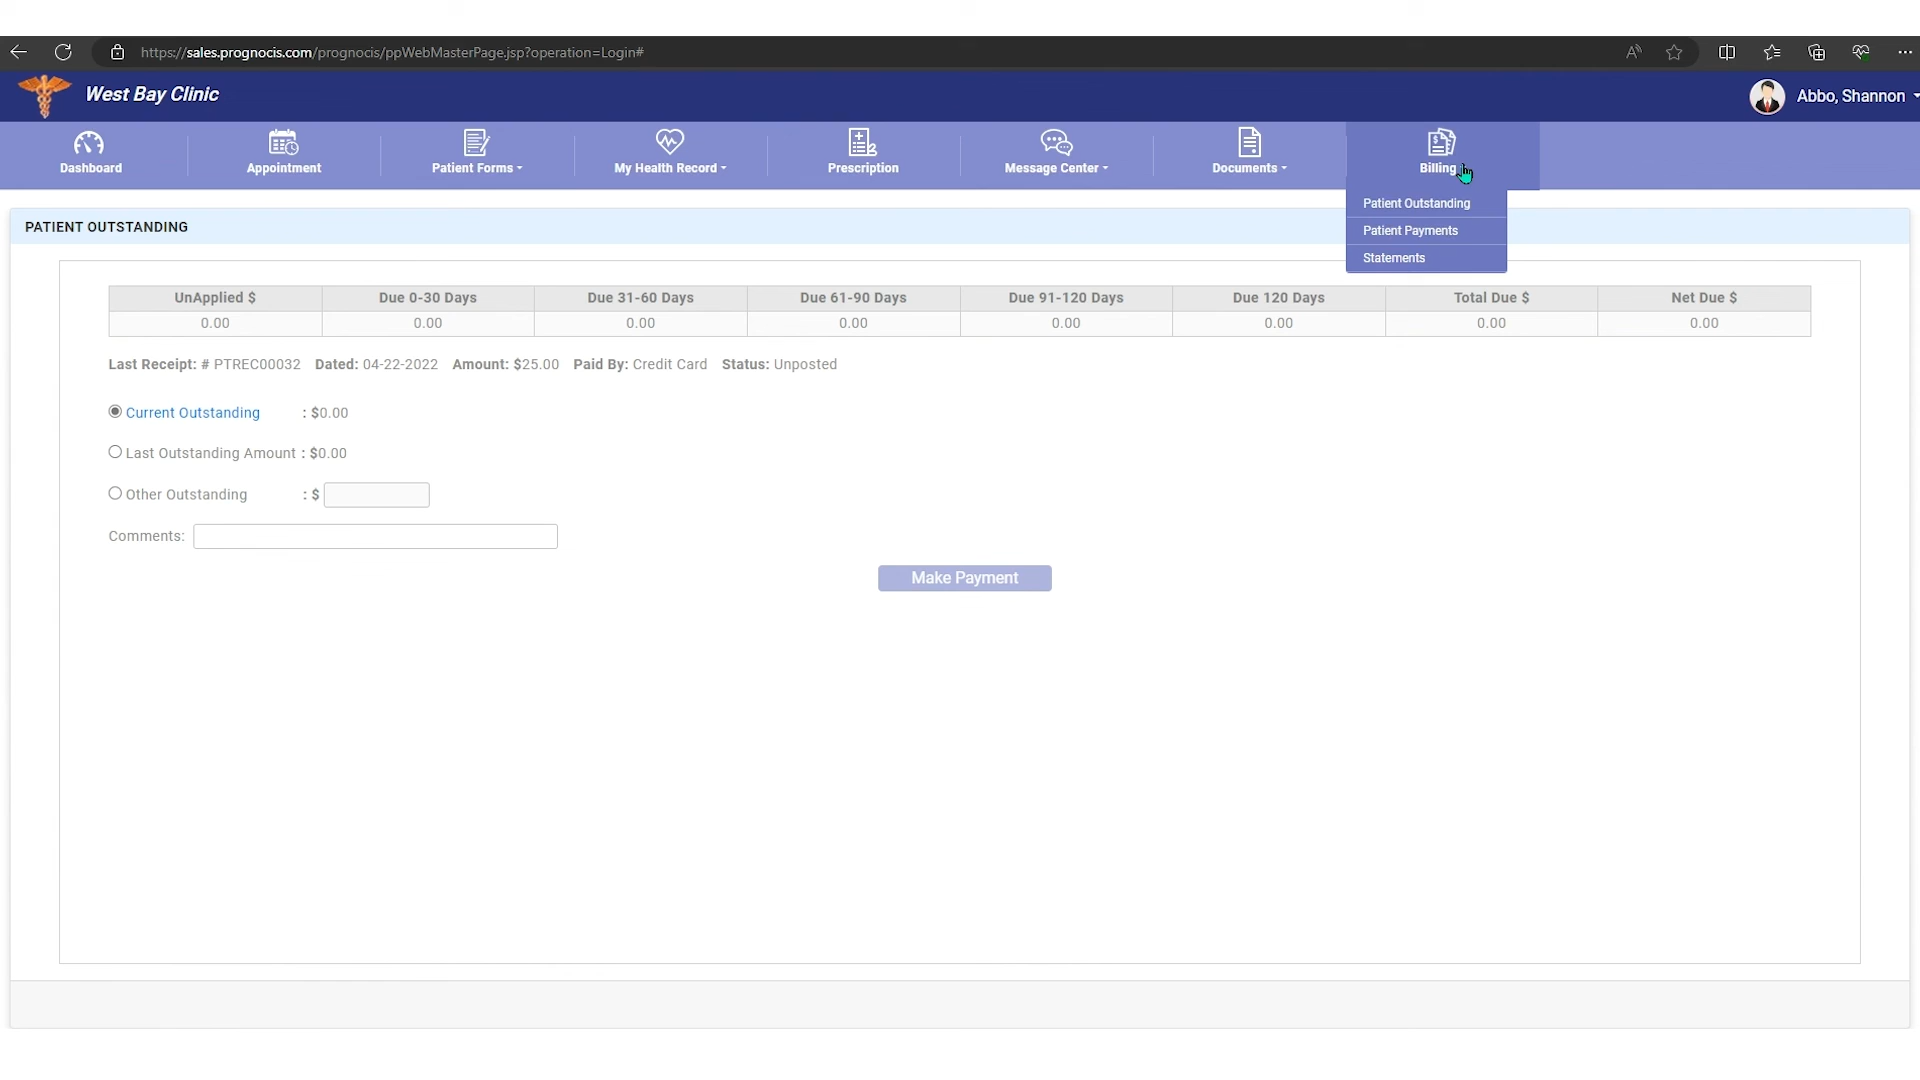 https://sales.prognocis.com/prognocis/ppWebMasterPage.jsp?operation=Login#
West Bay Clinic
Abbo, Shannon
Dashboard
Appointment
Patient Forms
My Health Record
Prescription
Message Center
Documents
Billing
Patient Outstanding
Patient Payments
Statements
PATIENT OUTSTANDING
UnApplied $ Due 0-30 Days Due 31-60 Days Due 61-90 Days Due 91-120 Days Due 120 Days Total Due $ Net Due $
0.00 0.00 0.00 0.00 0.00 0.00 0.00 0.00
Last Receipt: # PTREC00032 Dated: 04-22-2022 Amount: $25.00 Paid By: Credit Card Status: Unposted
Current Outstanding : $0.00
Last Outstanding Amount : $0.00
Other Outstanding : $
Comments:
Make Payment